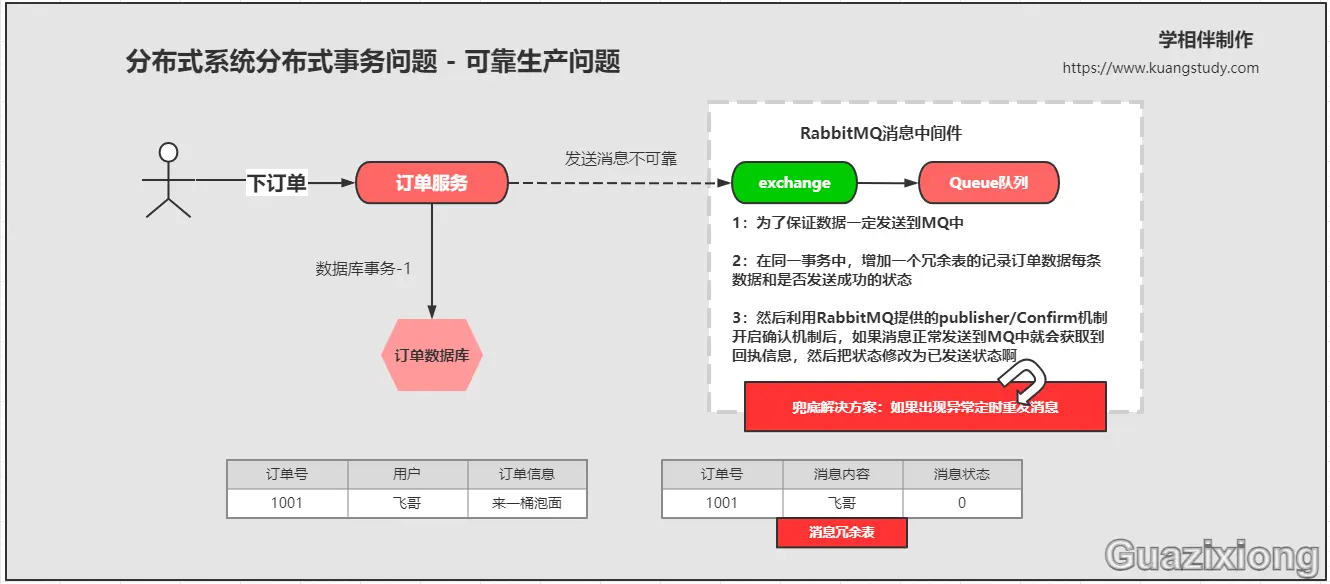 分布式系统分布式事务问题 - 可靠生产问题
学相伴制作
https://www.kuangstudy.com
RabbitMQ消息中间件
发送消息不可靠
下订单
订单服务
exchange
Queue队列
1：为了保证数据一定发送到MQ中
2：在同一事务中，增加一个冗余表的记录订单数据每条
数据和是否发送成功的状态
3：然后利用RabbitMQ提供的publisher/Confirm机制
开启确认机制后，如果消息正常发送到MQ中就会获取到
回执信息，然后把状态修改为已发送状态啊
数据库事务-1
订单数据库
兜底解决方案：如果出现异常定时重发消息
订单号 用户 订单信息
1001 飞哥 来一桶泡面
订单号 消息内容 消息状态
1001 飞哥 0
消息冗余表
Guazixiong